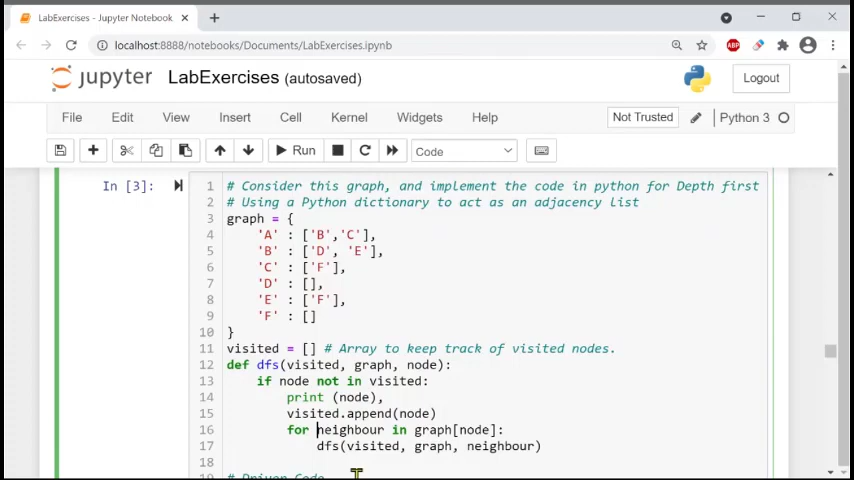 LabExercises - Jupyter Notebook
localhost:8888/notebooks/Documents/LabExercises.ipynb
ABP
jupyter LabExercises (autosaved)
Logout
File Edit View Insert Cell Kernel Widgets Help
Not Trusted
Python 3
Run
Code
In [3]:
1 # Consider this graph, and implement the code in python for Depth first
2 # Using a Python dictionary to act as an adjacency list
3 graph = {
4 'A' : ['B','C'],
5 'B' : ['D', 'E'],
6 'C' : ['F'],
7 'D' : [],
8 'E' : ['F'],
9 'F' : []
10 }
11 visited = [] # Array to keep track of visited nodes.
12 def dfs(visited, graph, node):
13 if node not in visited:
14 print (node),
15 visited.append(node)
16 for neighbour in graph[node]:
17 dfs(visited, graph, neighbour)
18
19 # Driver Code